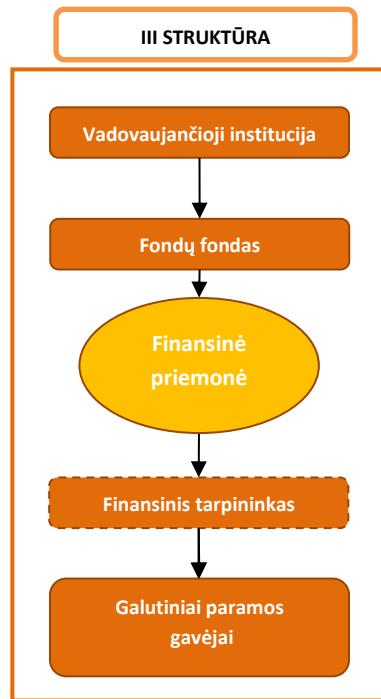 III STRUKTŪRA
Vadovaujančioji institucija
Fondų fondas
Finansinė
priemonė
Finansinis tarpininkas
Galutiniai paramos
gavėjai